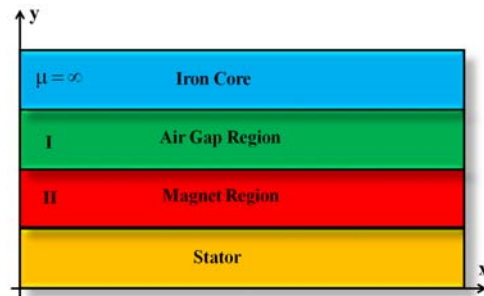 y
μ = ∞ Iron Core
I Air Gap Region
II Magnet Region
Stator
x